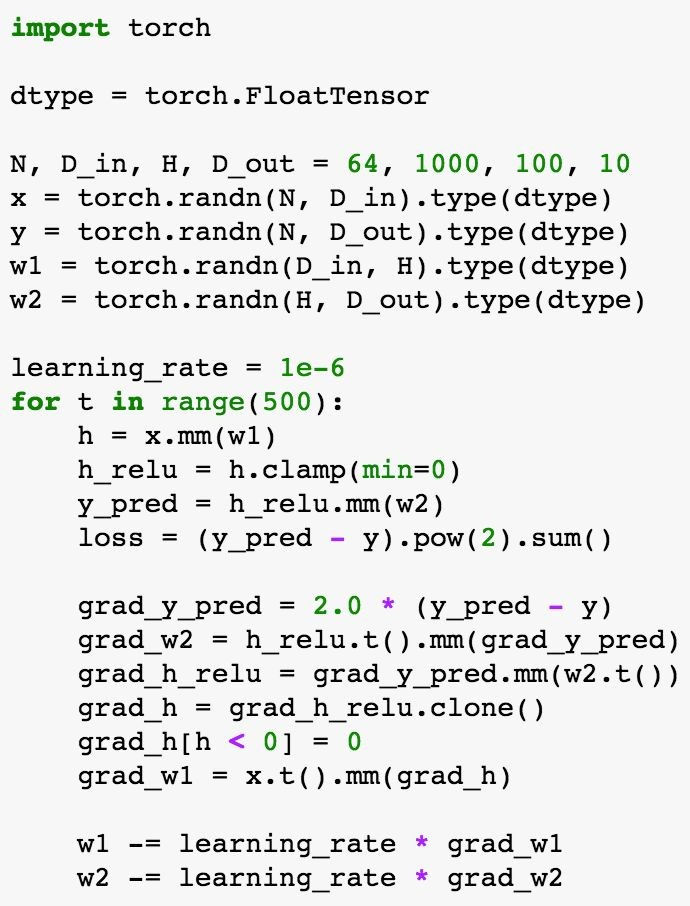 import torch

dtype = torch.FloatTensor

N, D_in, H, D_out = 64, 1000, 100, 10
x = torch.randn(N, D_in).type(dtype)
y = torch.randn(N, D_out).type(dtype)
w1 = torch.randn(D_in, H).type(dtype)
w2 = torch.randn(H, D_out).type(dtype)

learning_rate = 1e-6
for t in range(500):
    h = x.mm(w1)
    h_relu = h.clamp(min=0)
    y_pred = h_relu.mm(w2)
    loss = (y_pred - y).pow(2).sum()

    grad_y_pred = 2.0 * (y_pred - y)
    grad_w2 = h_relu.t().mm(grad_y_pred)
    grad_h_relu = grad_y_pred.mm(w2.t())
    grad_h = grad_h_relu.clone()
    grad_h[h < 0] = 0
    grad_w1 = x.t().mm(grad_h)

    w1 -= learning_rate * grad_w1
    w2 -= learning_rate * grad_w2